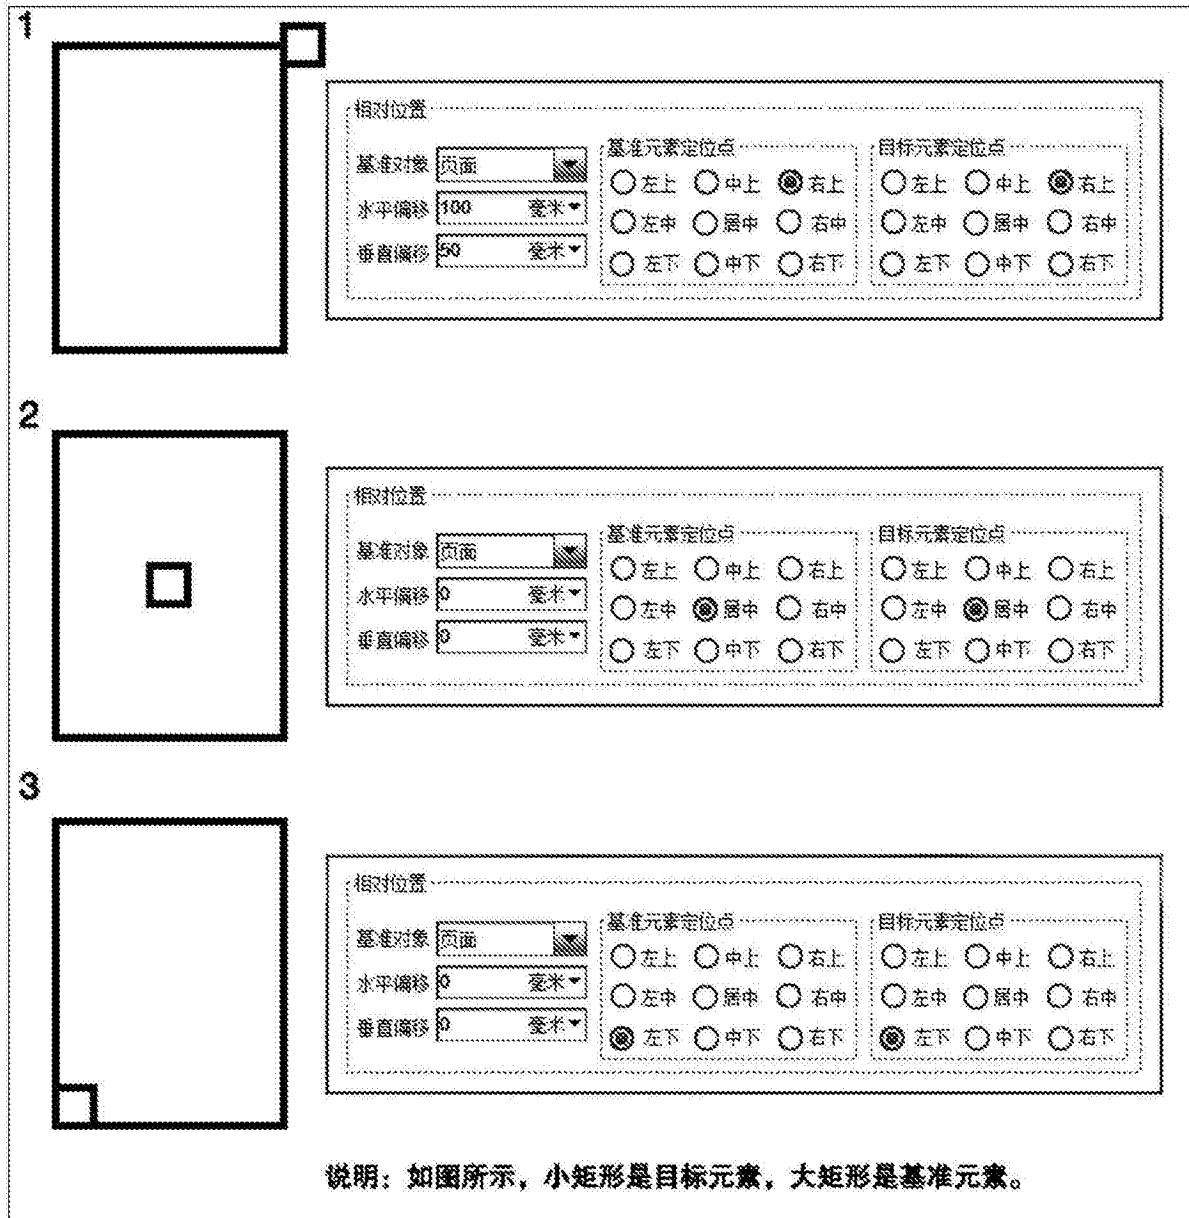 1
相对位置
基准对象 页面
水平偏移 100 毫米
垂直偏移 50 毫米
基准元素定位点
左上 中上 右上
左中 居中 右中
左下 中下 右下
目标元素定位点
左上 中上 右上
左中 居中 右中
左下 中下 右下
2
相对位置
基准对象 页面
水平偏移 0 毫米
垂直偏移 0 毫米
基准元素定位点
左上 中上 右上
左中 居中 右中
左下 中下 右下
目标元素定位点
左上 中上 右上
左中 居中 右中
左下 中下 右下
3
相对位置
基准对象 页面
水平偏移 0 毫米
垂直偏移 0 毫米
基准元素定位点
左上 中上 右上
左中 居中 右中
左下 中下 右下
目标元素定位点
左上 中上 右上
左中 居中 右中
左下 中下 右下
说明：如图所示，小矩形是目标元素，大矩形是基准元素。